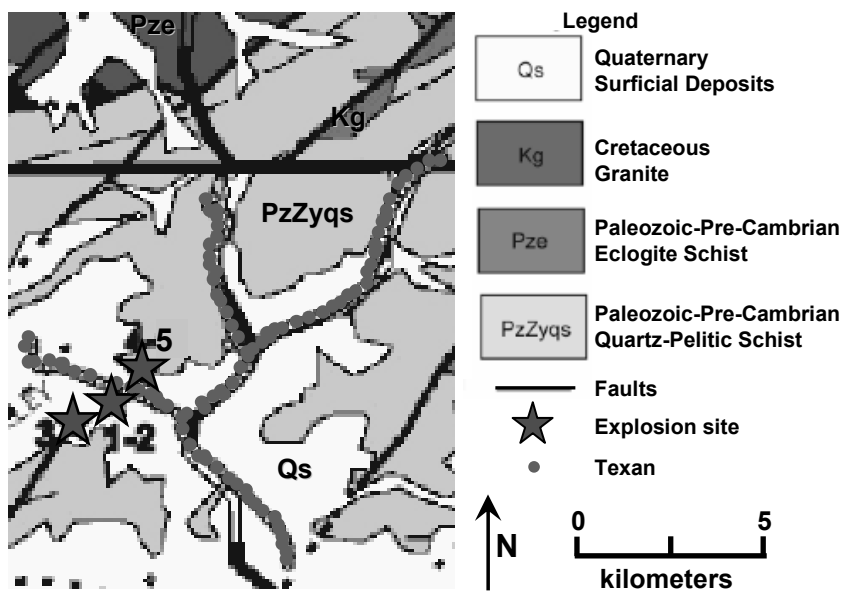 Pze
Kg
PzZyqs
-5
3
1-2
Qs
Legend
Qs
Quaternary
Surficial Deposits
Kg
Cretaceous
Granite
Pze
Paleozoic-Pre-Cambrian
Eclogite Schist
PzZyqs
Paleozoic-Pre-Cambrian
Quartz-Pelitic Schist
Faults
Explosion site
Texan
N
0
5
kilometers